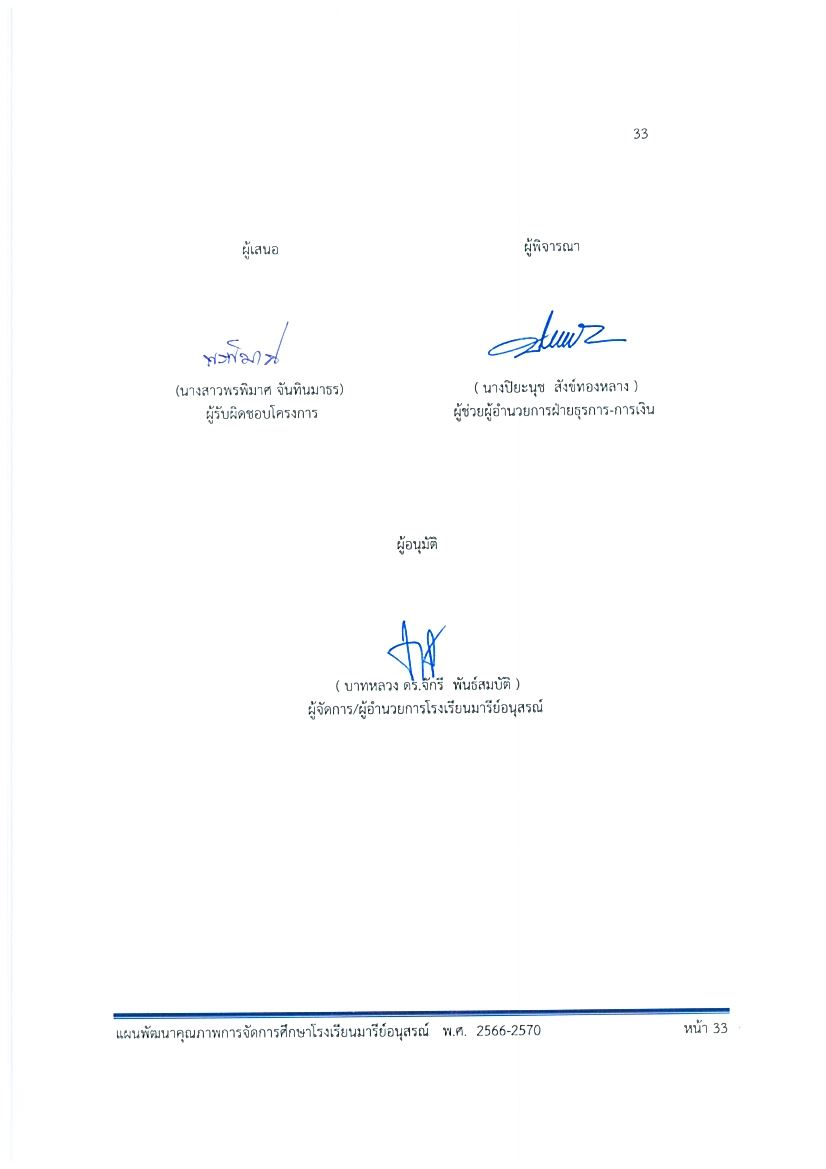 33
ผู้เสนอ
ผู้พิจารณา
(นางสาวพรพิมาศ จันทินมาธร)
ผู้รับผิดชอบโครงการ
( นางปิยะนุช สังข์ทองหลาง )
ผู้ช่วยผู้อำนวยการฝ่ายธุรการ-การเงิน
ผู้อนุมัติ
( บาทหลวง ดร.จักรี พันธ์สมบัติ )
ผู้จัดการ/ผู้อำนวยการโรงเรียนมารีย์อนุสรณ์
แผนพัฒนาคุณภาพการจัดการศึกษาโรงเรียนมารีย์อนุสรณ์ พ.ศ. 2566-2570
หน้า 33